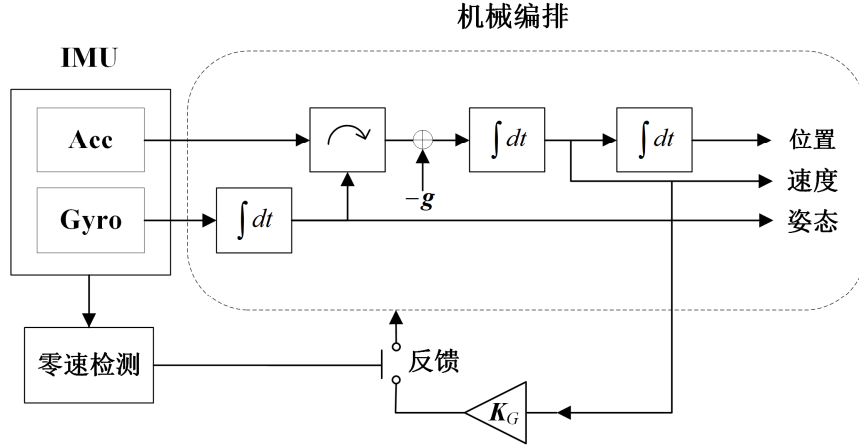 机械编排
IMU
Acc
∫dt
∫dt
位置
速度
−g
Gyro
∫dt
姿态
零速检测
反馈
K_G